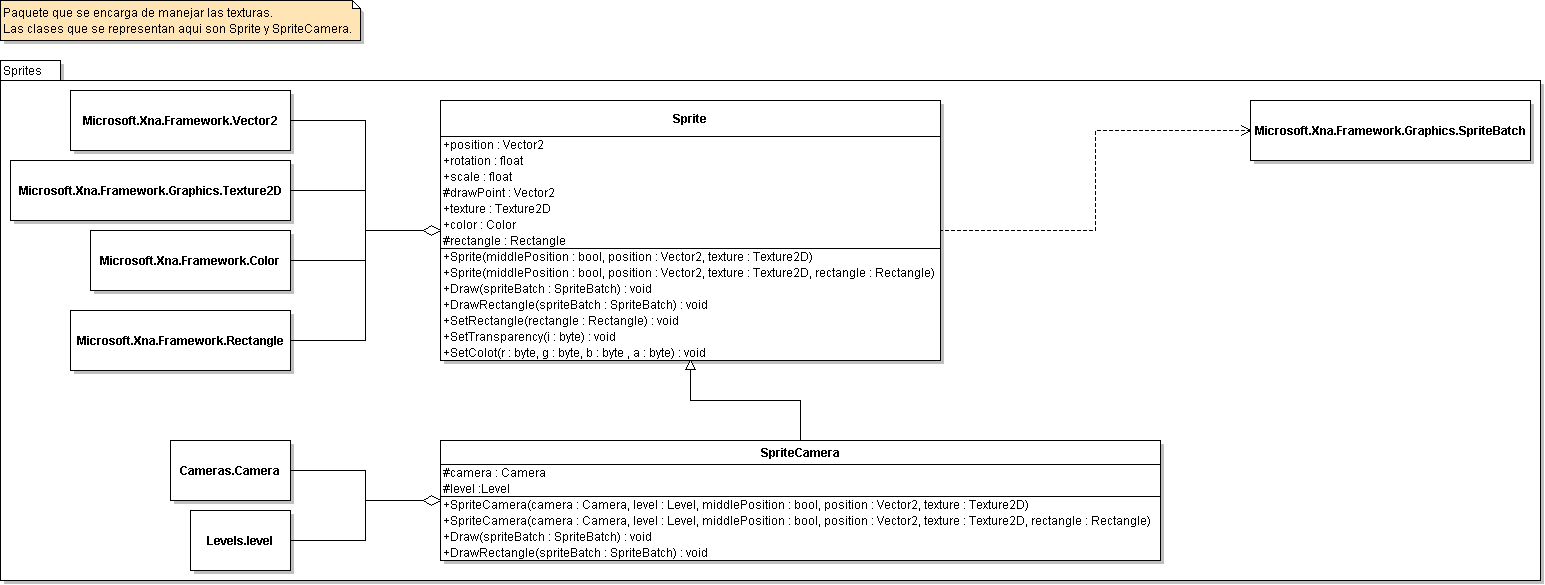 Paquete que se encarga de manejar las texturas.
Las clases que se representan aqui son Sprite y SpriteCamera.
Sprites
Microsoft.Xna.Framework.Vector2
Microsoft.Xna.Framework.Graphics.Texture2D
Microsoft.Xna.Framework.Color
Microsoft.Xna.Framework.Rectangle
Sprite
+position : Vector2
+rotation : float
+scale : float
#drawPoint : Vector2
+texture : Texture2D
+color : Color
#rectangle : Rectangle
+Sprite(middlePosition : bool, position : Vector2, texture : Texture2D)
+Sprite(middlePosition : bool, position : Vector2, texture : Texture2D, rectangle : Rectangle)
+Draw(spriteBatch : SpriteBatch) : void
+DrawRectangle(spriteBatch : SpriteBatch) : void
+SetRectangle(rectangle : Rectangle) : void
+SetTransparency(i : byte) : void
+SetColot(r : byte, g : byte, b : byte , a : byte) : void
Microsoft.Xna.Framework.Graphics.SpriteBatch
Cameras.Camera
Levels.level
SpriteCamera
#camera : Camera
#level :Level
+SpriteCamera(camera : Camera, level : Level, middlePosition : bool, position : Vector2, texture : Texture2D)
+SpriteCamera(camera : Camera, level : Level, middlePosition : bool, position : Vector2, texture : Texture2D, rectangle : Rectangle)
+Draw(spriteBatch : SpriteBatch) : void
+DrawRectangle(spriteBatch : SpriteBatch) : void